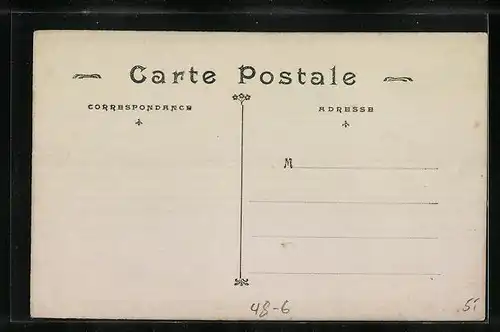 Carte Postale
CORRESPONDANCE
ADRESSE
M
48-6
51